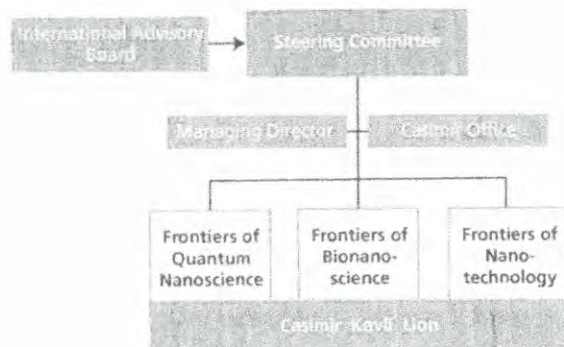 International Advisory
Board
Steering Committee
Managing Director
Casimir Office
Frontiers of
Quantum
Nanoscience
Frontiers of
Bionano-
science
Frontiers of
Nano-
technology
Casimir Kavli Lion